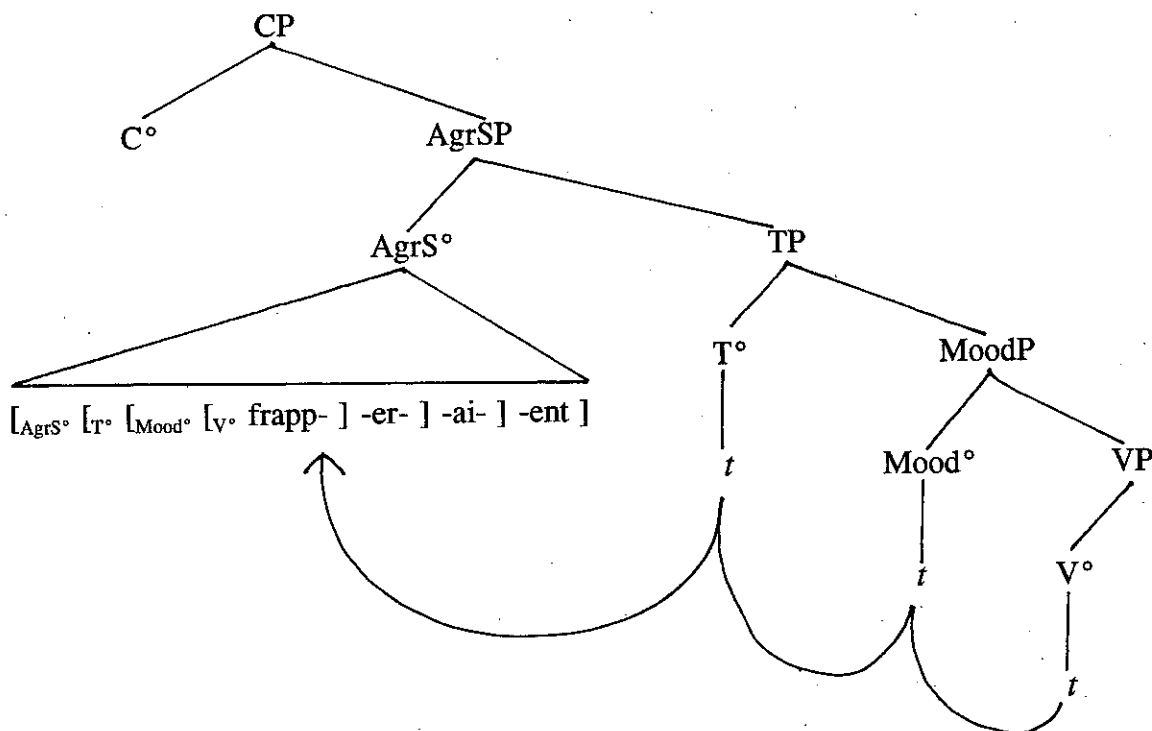 CP
C° AgrSP
AgrS° TP
T° MoodP
[AgrS° [T° [Mood° [V° frapp- ] -er- ] -ai- ] -ent ]
t Mood° VP
t V°
t